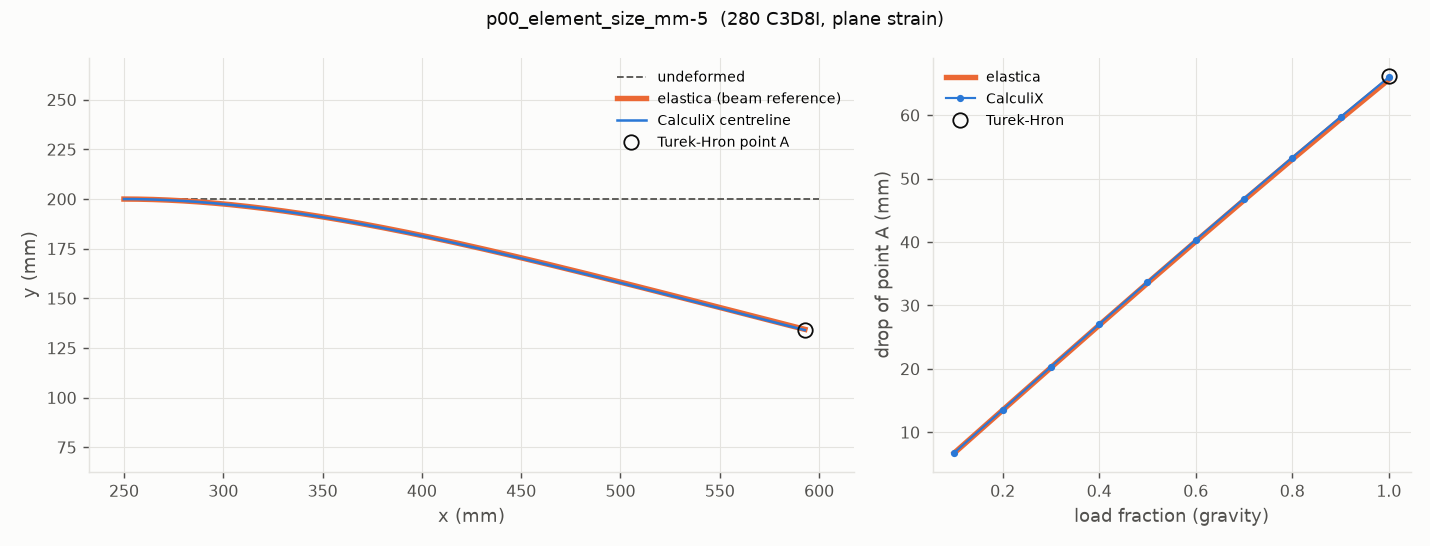 p00_element_size_mm-5  (280 C3D8I, plane strain)
undeformed
elastica (beam reference)
CalculiX centreline
Turek-Hron point A
250
225
200
175
150
125
100
75
y (mm)
250
300
350
400
450
500
550
600
x (mm)
elastica
CalculiX
Turek-Hron
60
50
40
30
20
10
drop of point A (mm)
0.2
0.4
0.6
0.8
1.0
load fraction (gravity)